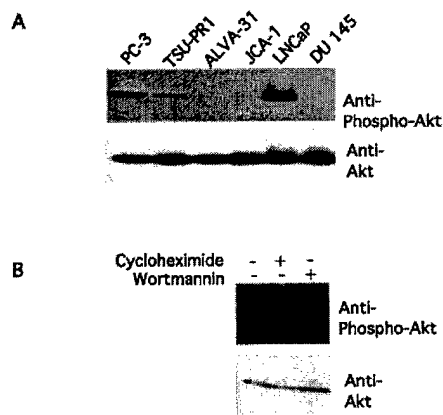 A
PC-3 TSU-PR1 ALVA-31 JCA-1 LNCaP DU 145
Anti-
Phospho-Akt
Anti-
Akt
B
Cycloheximide - + -
Wortmannin - - +
Anti-
Phospho-Akt
Anti-
Akt